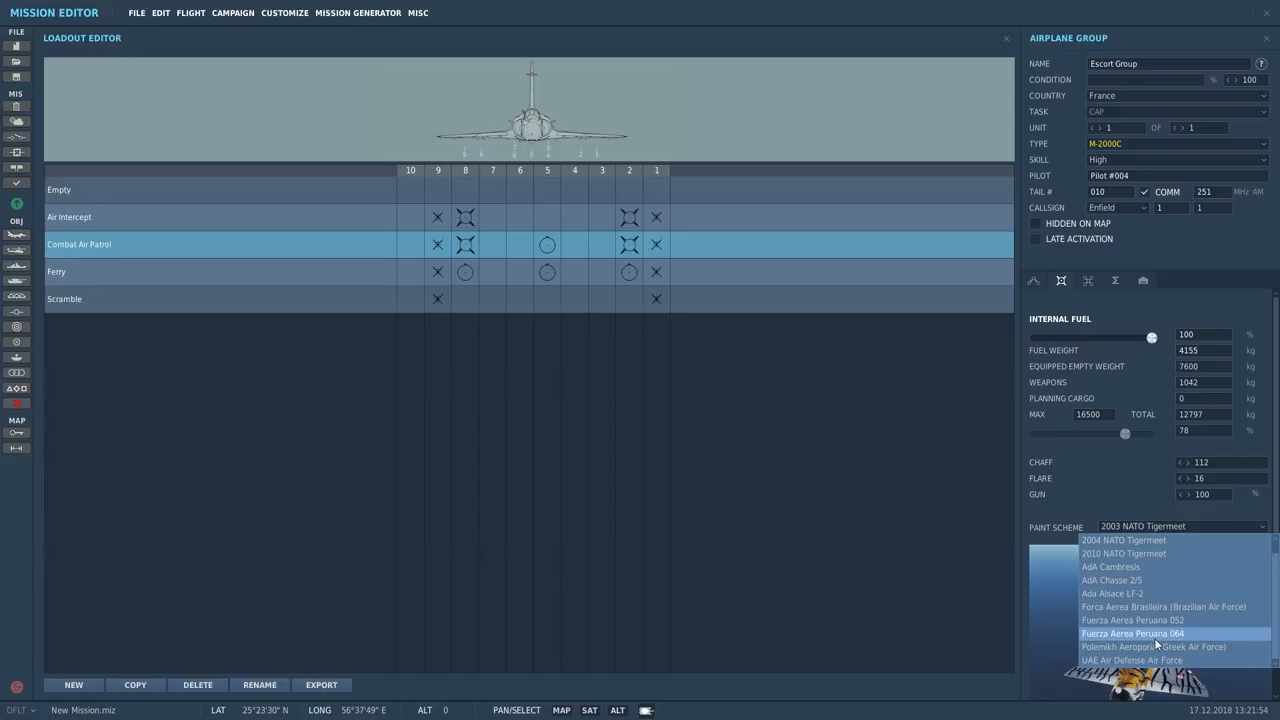 MISSION EDITOR FILE EDIT FLIGHT CAMPAIGN CUSTOMIZE MISSION GENERATOR MISC
FILE
LOADOUT EDITOR
AIRPLANE GROUP
NAME Escort Group ?
CONDITION % < > 100
COUNTRY France
MIS
TASK CAP
UNIT < > 1 OF < > 1
TYPE M-2000C
SKILL High
10 9 8 7 6 5 4 3 2 1
PILOT Pilot #004
Empty
TAIL # 010 COMM 251 MHz AM
CALLSIGN Enfield 1 1
Air Intercept
OBJ
HIDDEN ON MAP
LATE ACTIVATION
Combat Air Patrol
Ferry
Scramble
INTERNAL FUEL
100 %
FUEL WEIGHT 4155 kg
EQUIPPED EMPTY WEIGHT 7600 kg
WEAPONS 1042 kg
PLANNING CARGO 0 kg
MAX 16500 TOTAL 12797 kg
MAP
78 %
CHAFF < > 112
FLARE < > 16
GUN < > 100 %
PAINT SCHEME 2003 NATO Tigermeet
2004 NATO Tigermeet
2010 NATO Tigermeet
AdA Cambresis
AdA Chasse 2/5
Ada Alsace LF-2
Forca Aerea Brasileira (Brazilian Air Force)
Fuerza Aerea Peruana 052
Fuerza Aerea Peruana 064
Polemikh Aeroporia (Greek Air Force)
UAE Air Defense Air Force
NEW COPY DELETE RENAME EXPORT
DFLT New Mission.miz LAT 25°23'30" N LONG 56°37'49" E ALT 0 PAN/SELECT MAP SAT ALT 17.12.2018 13:21:54